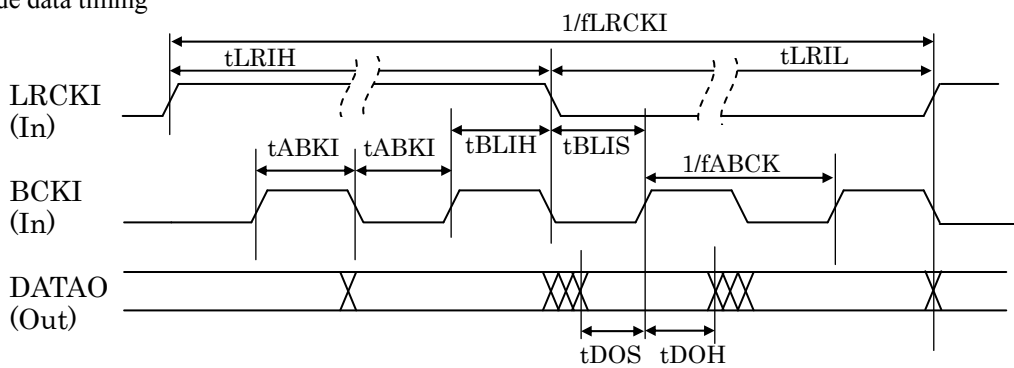 de data timing
1/fLRCKI
tLRIH
tLRIL
LRCKI
(In)
tBLIH
tBLIS
tABKI
tABKI
1/fABCK
BCKI
(In)
DATAO
(Out)
tDOS
tDOH